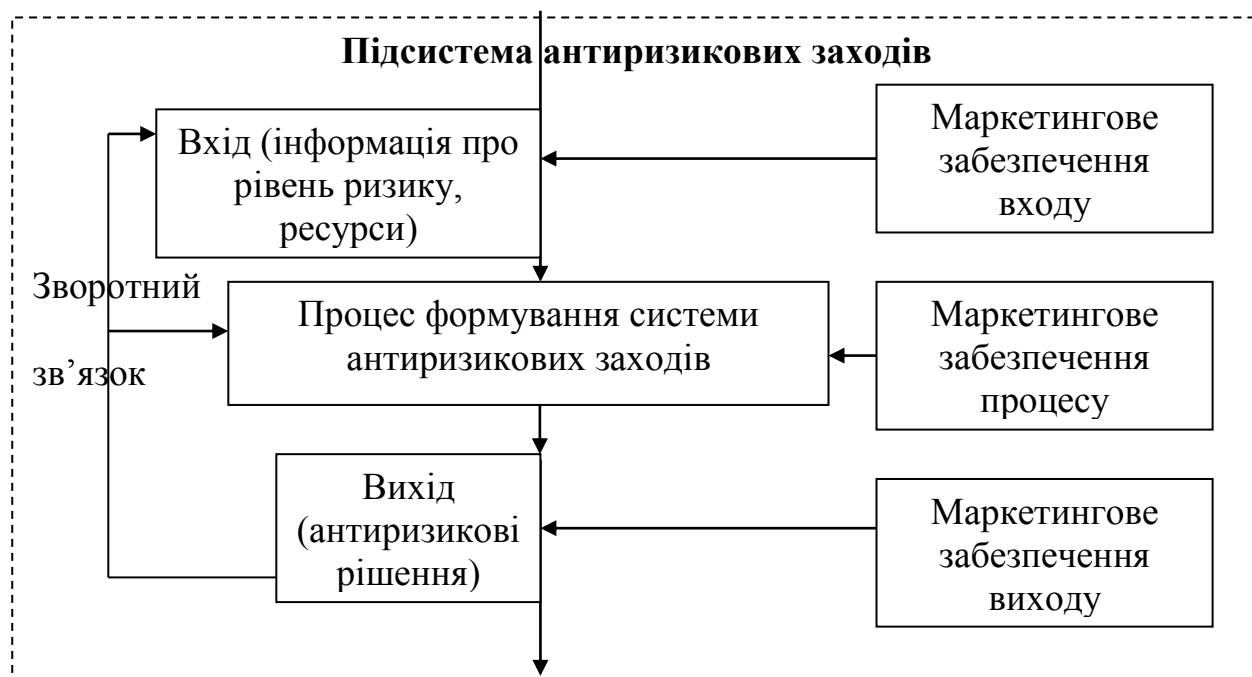 Підсистема антиризикових заходів
Вхід (інформація про
рівень ризику,
ресурси)
Маркетингове
забезпечення
входу
Зворотний
зв’язок
Процес формування системи
антиризикових заходів
Маркетингове
забезпечення
процесу
Вихід
(антиризикові
рішення)
Маркетингове
забезпечення
виходу